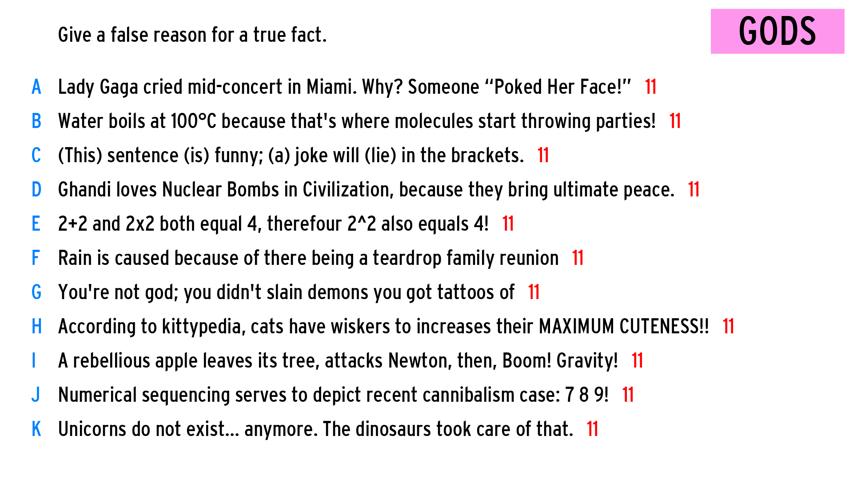 Give a false reason for a true fact.
GODS
A Lady Gaga cried mid-concert in Miami. Why? Someone “Poked Her Face!” 11
B Water boils at 100°C because that's where molecules start throwing parties! 11
C (This) sentence (is) funny; (a) joke will (lie) in the brackets. 11
D Ghandi loves Nuclear Bombs in Civilization, because they bring ultimate peace. 11
E 2+2 and 2x2 both equal 4, therefour 2^2 also equals 4! 11
F Rain is caused because of there being a teardrop family reunion 11
G You're not god; you didn't slain demons you got tattoos of 11
H According to kittypedia, cats have wiskers to increases their MAXIMUM CUTENESS!! 11
I A rebellious apple leaves its tree, attacks Newton, then, Boom! Gravity! 11
J Numerical sequencing serves to depict recent cannibalism case: 7 8 9! 11
K Unicorns do not exist... anymore. The dinosaurs took care of that. 11